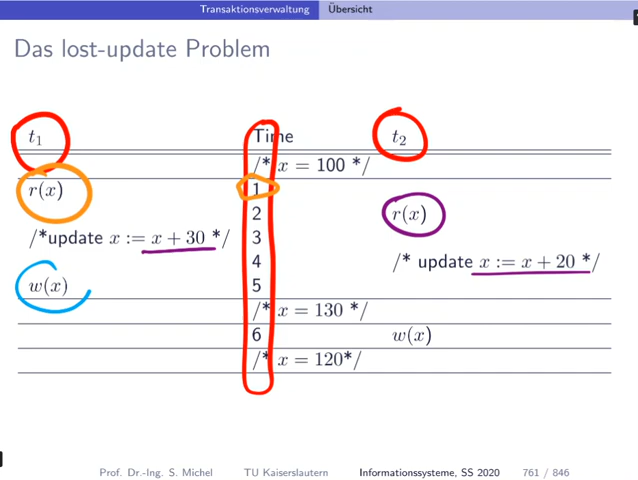 Transaktionsverwaltung Übersicht
Das lost-update Problem
t₁ Time t₂
/* x = 100 */
r(x) 1
2 r(x)
/*update x := x + 30 */ 3
4 /* update x := x + 20 */
w(x) 5
/* x = 130 */
6 w(x)
/* x = 120*/
Prof. Dr.-Ing. S. Michel TU Kaiserslautern Informationssysteme, SS 2020 761 / 846